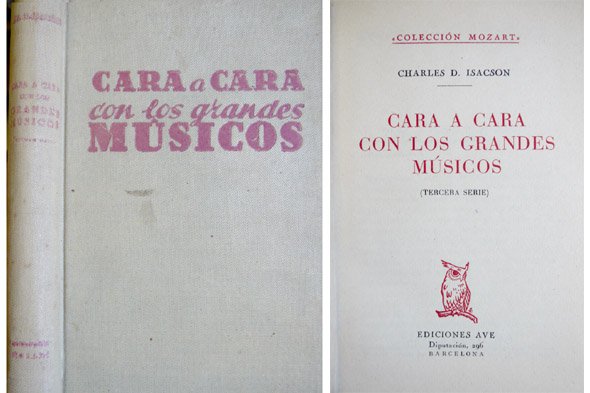 CARA A CARA
CON LOS
GRANDES
MÚSICOS
CARA a CARA
con los grandes
MÚSICOS
«COLECCIÓN MOZART»
CHARLES D. ISACSON
CARA A CARA
CON LOS GRANDES
MÚSICOS
(TERCERA SERIE)
EDICIONES AVE
Diputación, 296
BARCELONA